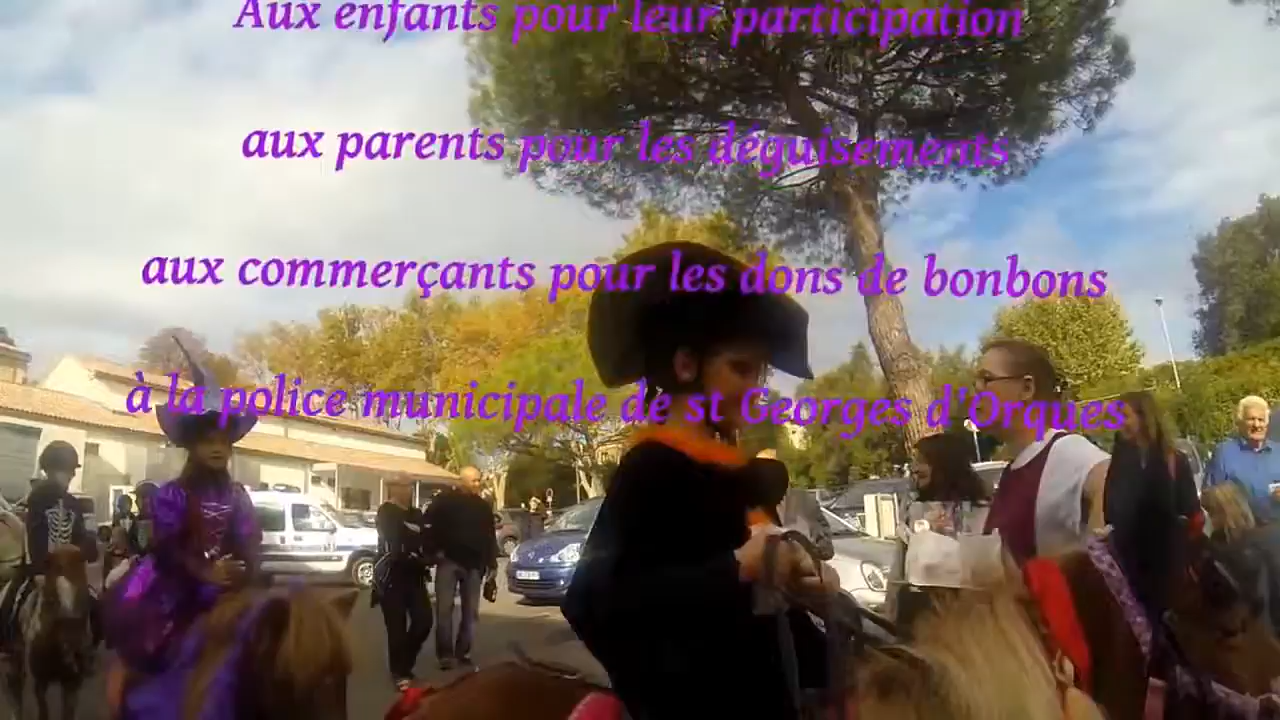 Aux enfants pour leur participation
aux parents pour les déguisements
aux commerçants pour les dons de bonbons
à la police municipale de st Georges d'Orques